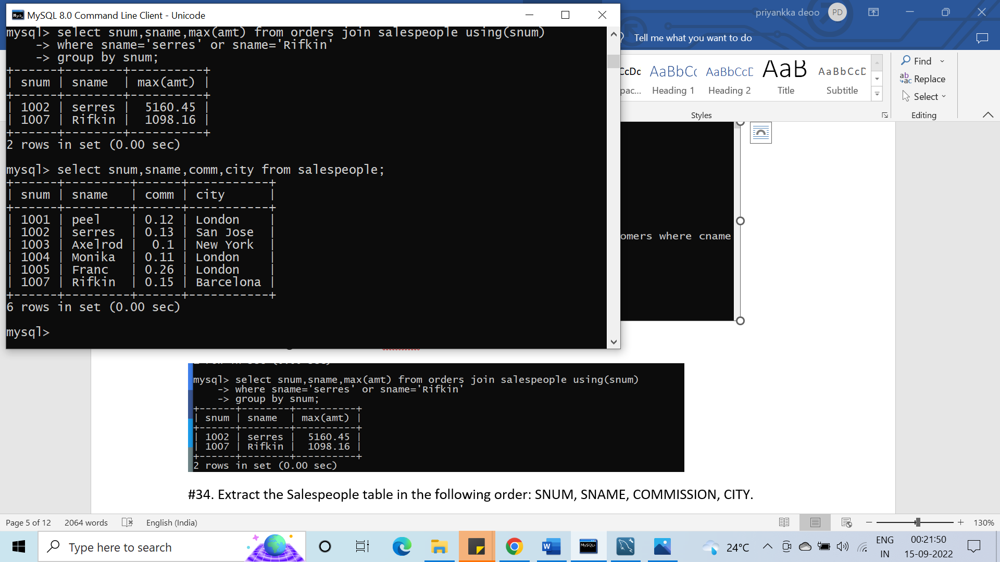 MySQL 8.0 Command Line Client - Unicode
priyankka deoo PD
Tell me what you want to do
mysql> select snum,sname,max(amt) from orders join salespeople using(snum)
-> where sname='serres' or sname='Rifkin'
-> group by snum;
+------+--------+----------+
| snum | sname  | max(amt) |
+------+--------+----------+
| 1002 | serres |  5160.45 |
| 1007 | Rifkin |  1098.16 |
+------+--------+----------+
2 rows in set (0.00 sec)
mysql> select snum,sname,comm,city from salespeople;
+------+---------+------+-----------+
| snum | sname   | comm | city      |
+------+---------+------+-----------+
| 1001 | peel    | 0.12 | London    |
| 1002 | serres  | 0.13 | San Jose  |
| 1003 | Axelrod |  0.1 | New York  |
| 1004 | Monika  | 0.11 | London    |
| 1005 | Franc   | 0.26 | London    |
| 1007 | Rifkin  | 0.15 | Barcelona |
+------+---------+------+-----------+
6 rows in set (0.00 sec)
mysql>
CcDc AaBbCc AaBbCcD AaB AaBbCcD
pac... Heading 1 Heading 2 Title Subtitle
Styles
Find
Replace
Select
Editing
omers where cname
mysql> select snum,sname,max(amt) from orders join salespeople using(snum)
-> where sname='serres' or sname='Rifkin'
-> group by snum;
+------+--------+----------+
| snum | sname  | max(amt) |
+------+--------+----------+
| 1002 | serres |  5160.45 |
| 1007 | Rifkin |  1098.16 |
+------+--------+----------+
2 rows in set (0.00 sec)
#34. Extract the Salespeople table in the following order: SNUM, SNAME, COMMISSION, CITY.
Page 5 of 12 2064 words English (India) 130%
Type here to search
MySQL
24°C
ENG
IN
00:21:50
15-09-2022